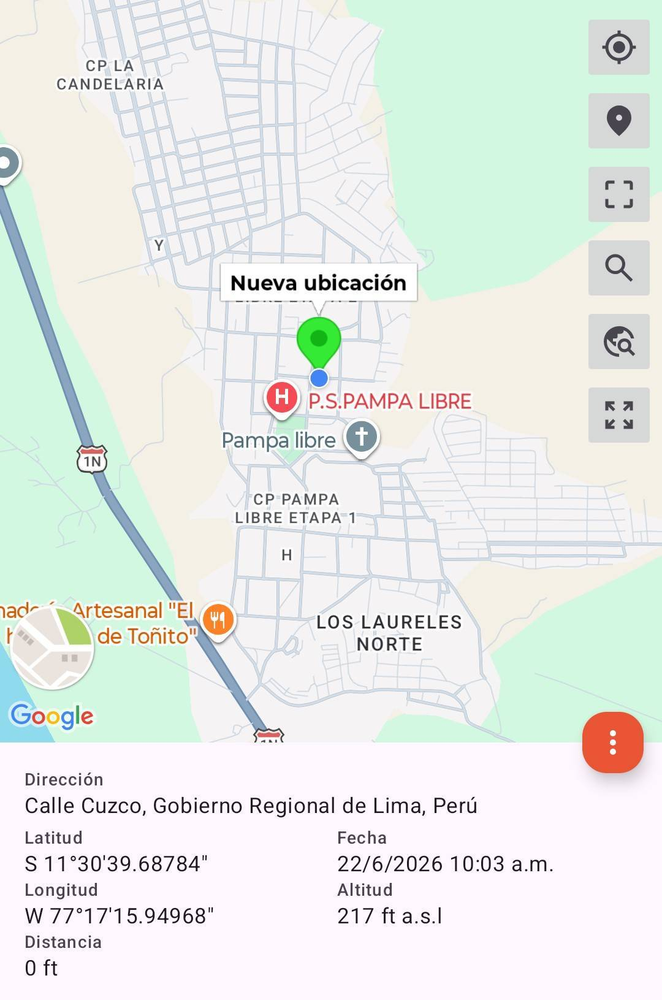 CP LA
CANDELARIA
Y
Nueva ubicación
H
P.S.PAMPA LIBRE
Pampa libre
1N
CP PAMPA
LIBRE ETAPA 1
H
Artesanal "El
de Toñito"
LOS LAURELES
NORTE
Google
1N
Dirección
Calle Cuzco, Gobierno Regional de Lima, Perú
Latitud
S 11°30'39.68784"
Fecha
22/6/2026 10:03 a.m.
Longitud
W 77°17'15.94968"
Altitud
217 ft a.s.l
Distancia
0 ft